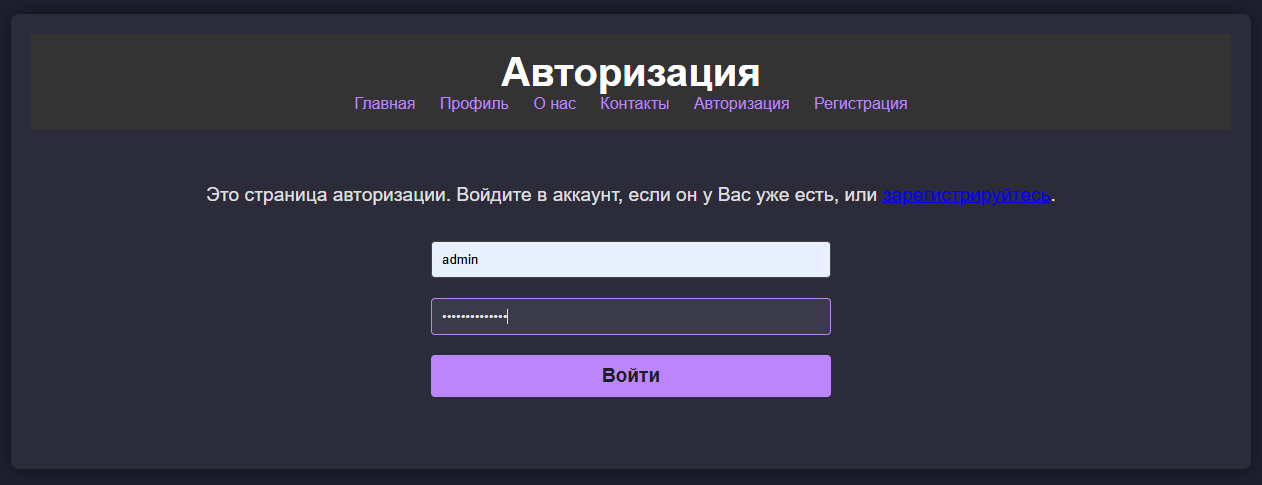 Авторизация
Главная Профиль О нас Контакты Авторизация Регистрация
Это страница авторизации. Войдите в аккаунт, если он у Вас уже есть, или зарегистрируйтесь.
admin
••••••••••••••
Войти